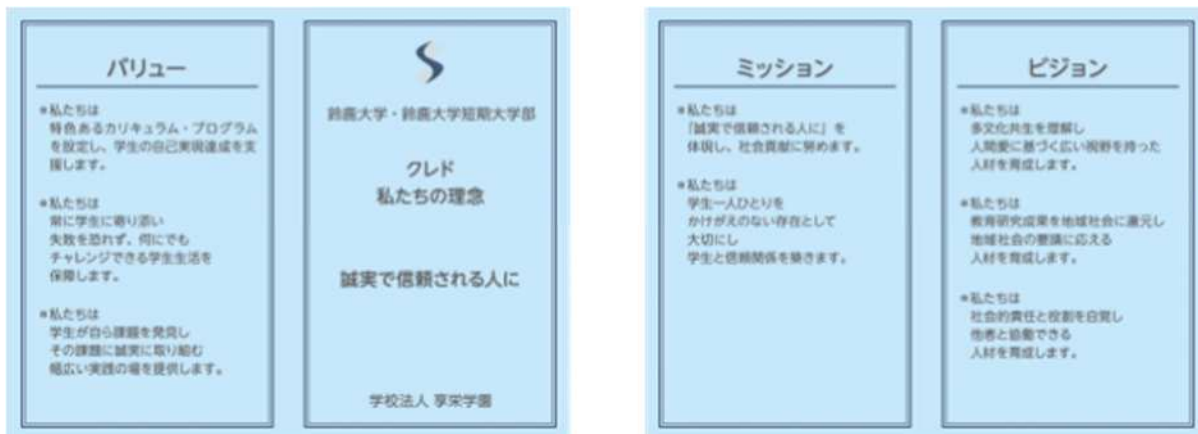 バリュー
*私たちは
特色あるカリキュラム・プログラム
を設定し、学生の自己実現達成を支
援します。
*私たちは
常に学生に寄り添い
失敗を恐れず、何にでも
チャレンジできる学生生活を
保障します。
*私たちは
学生が自ら課題を発見し
その課題に誠実に取り組む
幅広い実践の場を提供します。
鈴鹿大学・鈴鹿大学短期大学部
クレド
私たちの理念
誠実で信頼される人に
学校法人 享栄学園
ミッション
*私たちは
「誠実で信頼される人に」を
体現し、社会貢献に努めます。
*私たちは
学生一人ひとりを
かけがえのない存在として
大切にし
学生と信頼関係を築きます。
ビジョン
*私たちは
多文化共生を理解し
人間愛に基づく広い視野を持った
人材を育成します。
*私たちは
教育研究成果を地域社会に還元し
地域社会の要請に応える
人材を育成します。
*私たちは
社会的責任と役割を自覚し
他者と協働できる
人材を育成します。